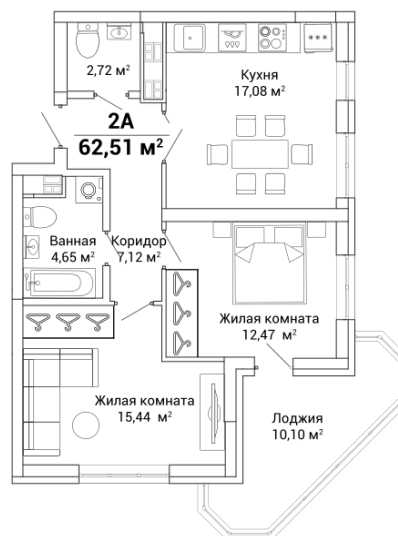 2,72 м²
Кухня
17,08 м²
2А
62,51 м²
Ванная
4,65 м²
Коридор
7,12 м²
Жилая комната
12,47 м²
Жилая комната
15,44 м²
Лоджия
10,10 м²